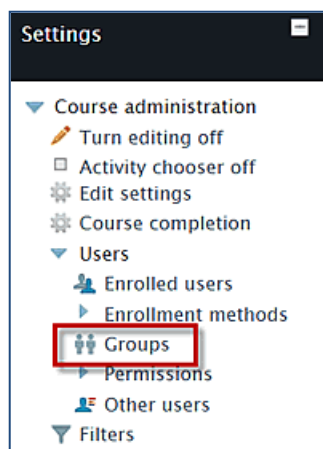 Settings
Course administration
Turn editing off
Activity chooser off
Edit settings
Course completion
Users
Enrolled users
Enrollment methods
Groups
Permissions
Other users
Filters